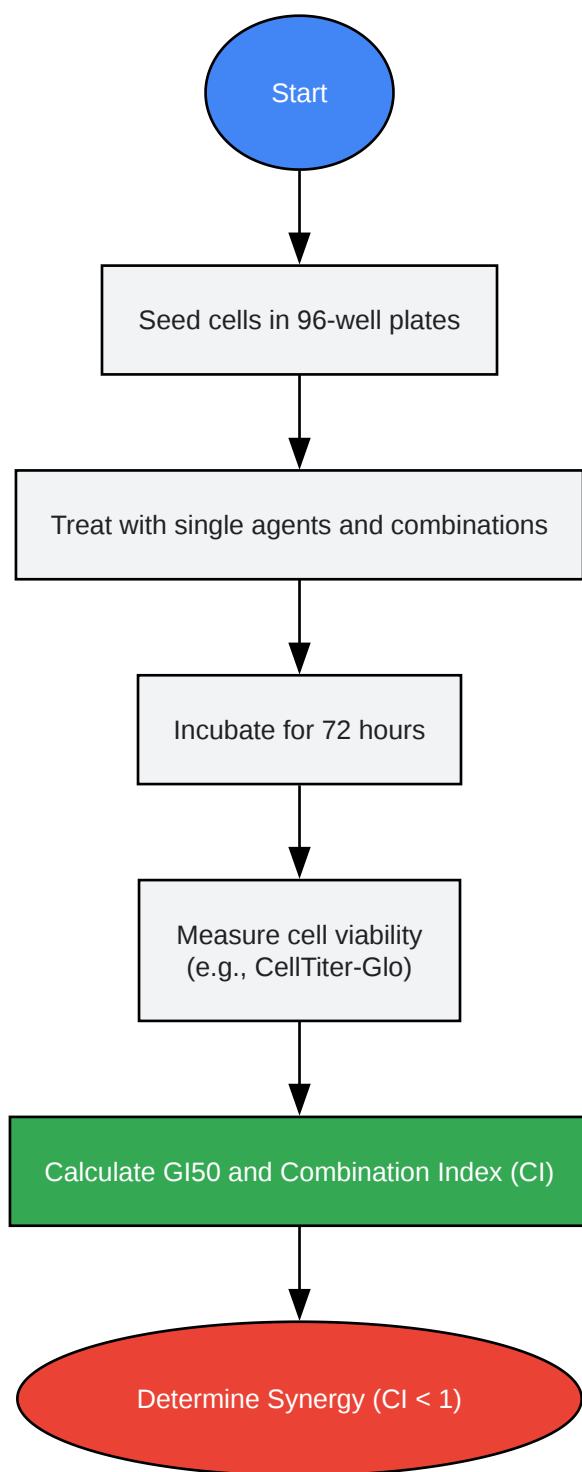 Start
Seed cells in 96-well plates
Treat with single agents and combinations
Incubate for 72 hours
Measure cell viability
(e.g., CellTiter-Glo)
Calculate GI50 and Combination Index (CI)
Determine Synergy (CI < 1)